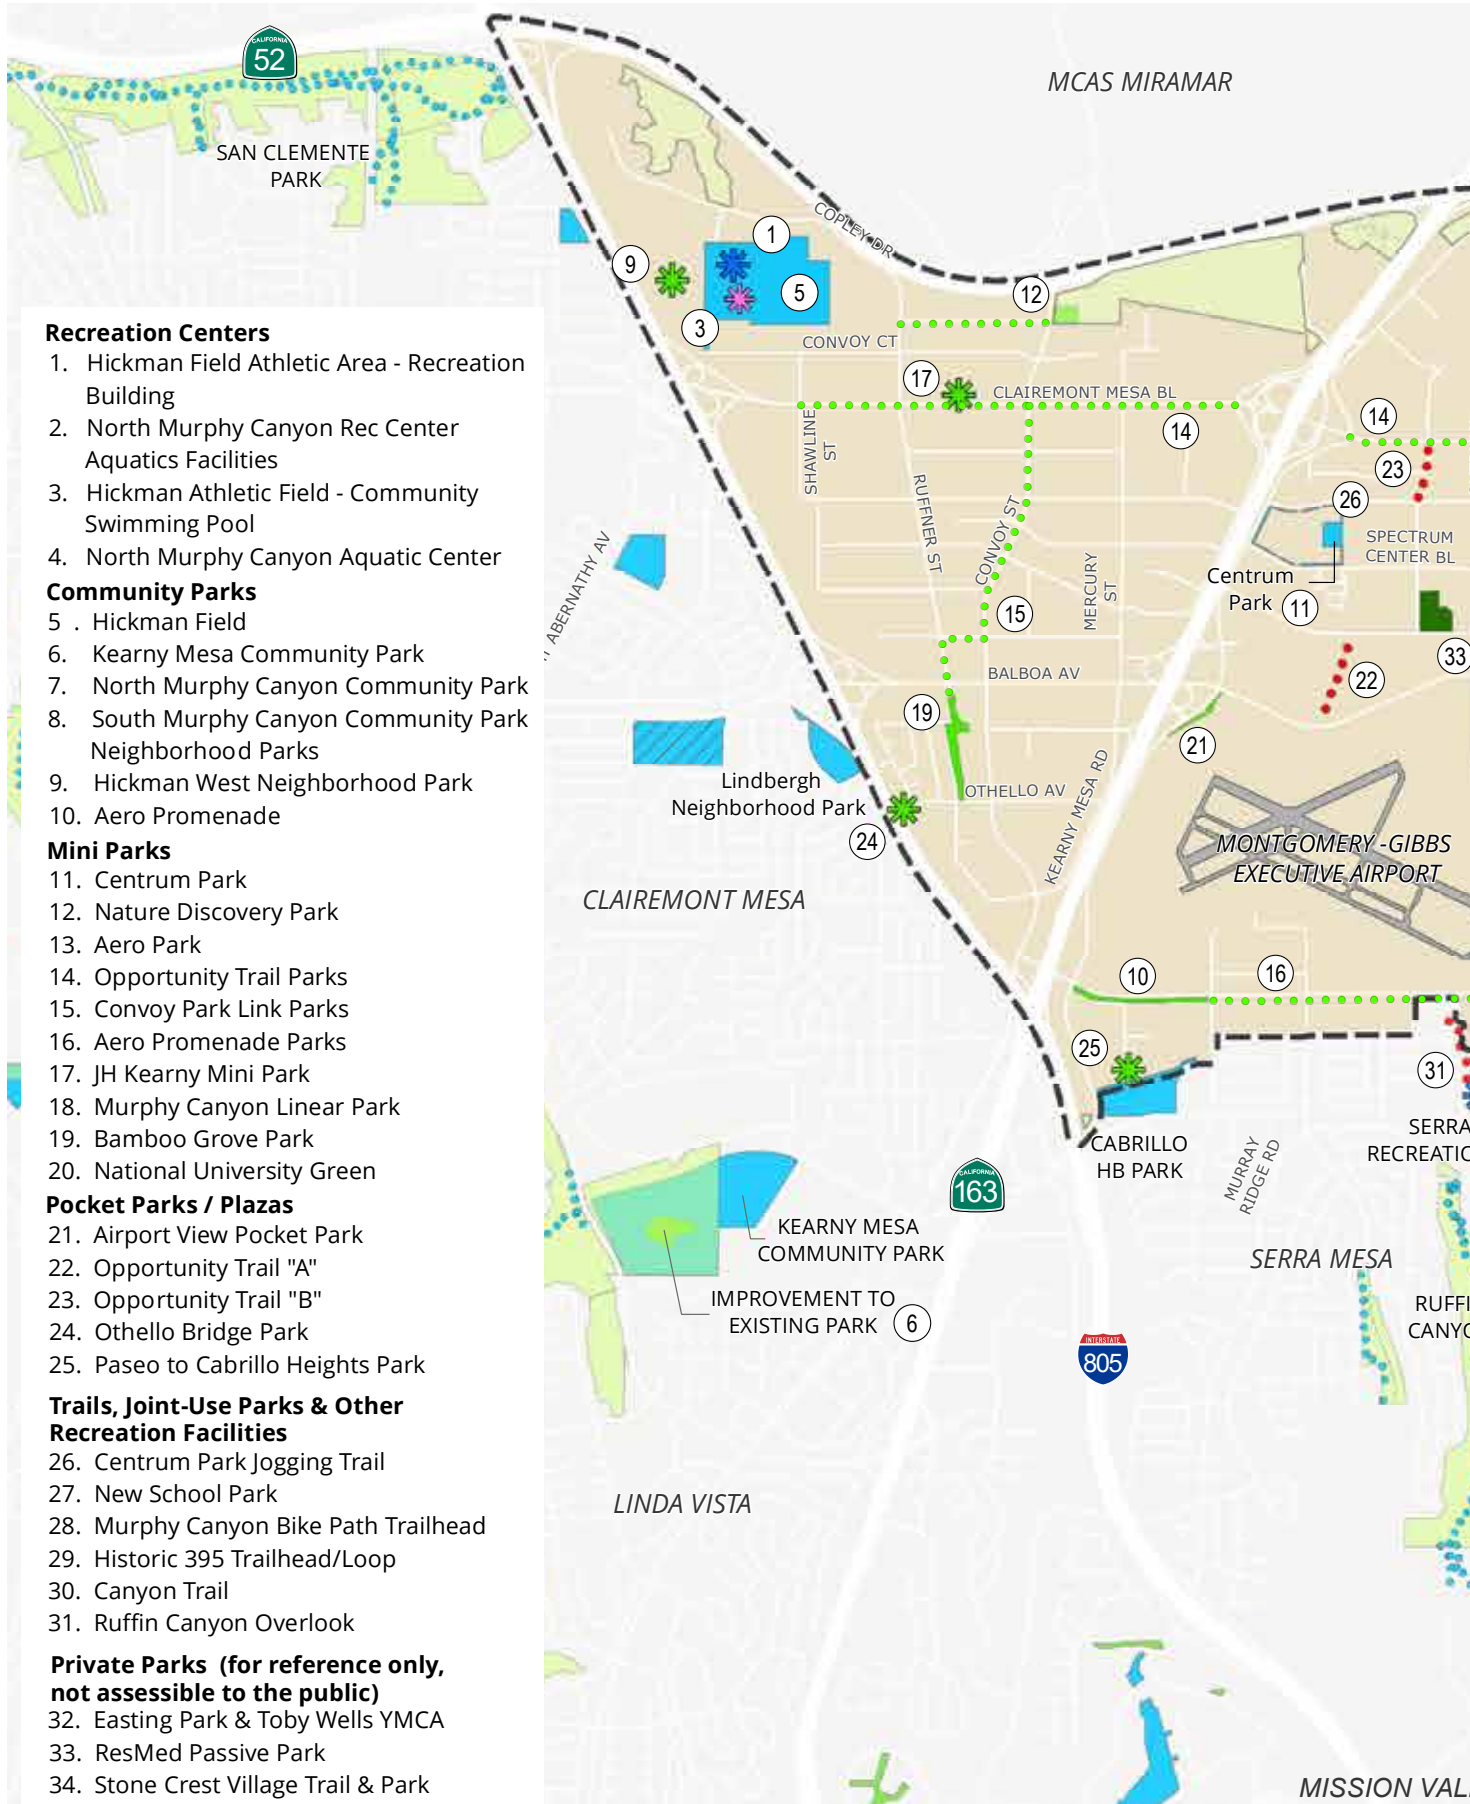 CALIFORNIA
52
MCAS MIRAMAR
SAN CLEMENTE
PARK
COPLEY DR
1
9
5
12
3
CONVOY CT
17
CLAIREMONT MESA BL
14
14
23
SHAWLINE
ST
RUFFNER ST
CONVOY ST
26
SPECTRUM
CENTER BL
MERCURY
ST
Centrum
Park
11
15
ABERNATHY AV
33
BALBOA AV
22
19
21
Lindbergh
Neighborhood Park
OTHELLO AV
KEARNY MESA RD
24
MONTGOMERY -GIBBS
EXECUTIVE AIRPORT
CLAIREMONT MESA
10
16
25
31
CABRILLO
HB PARK
SERRA
RECREATIO
MURRAY
RIDGE RD
CALIFORNIA
163
KEARNY MESA
COMMUNITY PARK
SERRA MESA
IMPROVEMENT TO
EXISTING PARK
6
RUFFI
CANYO
INTERSTATE
805
LINDA VISTA
MISSION VAL
Recreation Centers
1. Hickman Field Athletic Area - Recreation
Building
2. North Murphy Canyon Rec Center
Aquatics Facilities
3. Hickman Athletic Field - Community
Swimming Pool
4. North Murphy Canyon Aquatic Center
Community Parks
5 . Hickman Field
6. Kearny Mesa Community Park
7. North Murphy Canyon Community Park
8. South Murphy Canyon Community Park
Neighborhood Parks
9. Hickman West Neighborhood Park
10. Aero Promenade
Mini Parks
11. Centrum Park
12. Nature Discovery Park
13. Aero Park
14. Opportunity Trail Parks
15. Convoy Park Link Parks
16. Aero Promenade Parks
17. JH Kearny Mini Park
18. Murphy Canyon Linear Park
19. Bamboo Grove Park
20. National University Green
Pocket Parks / Plazas
21. Airport View Pocket Park
22. Opportunity Trail "A"
23. Opportunity Trail "B"
24. Othello Bridge Park
25. Paseo to Cabrillo Heights Park
Trails, Joint-Use Parks & Other
Recreation Facilities
26. Centrum Park Jogging Trail
27. New School Park
28. Murphy Canyon Bike Path Trailhead
29. Historic 395 Trailhead/Loop
30. Canyon Trail
31. Ruffin Canyon Overlook
Private Parks (for reference only,
not assessible to the public)
32. Easting Park & Toby Wells YMCA
33. ResMed Passive Park
34. Stone Crest Village Trail & Park